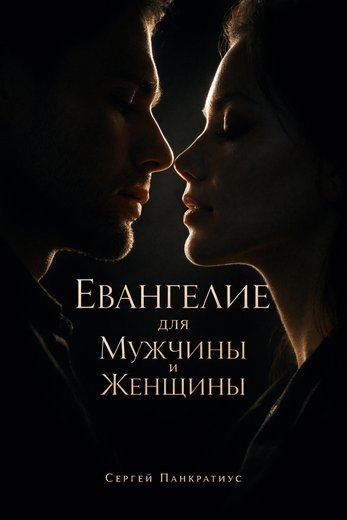 Евангелие
для
Мужчины
и
Женщины
Сергей Панкратиус